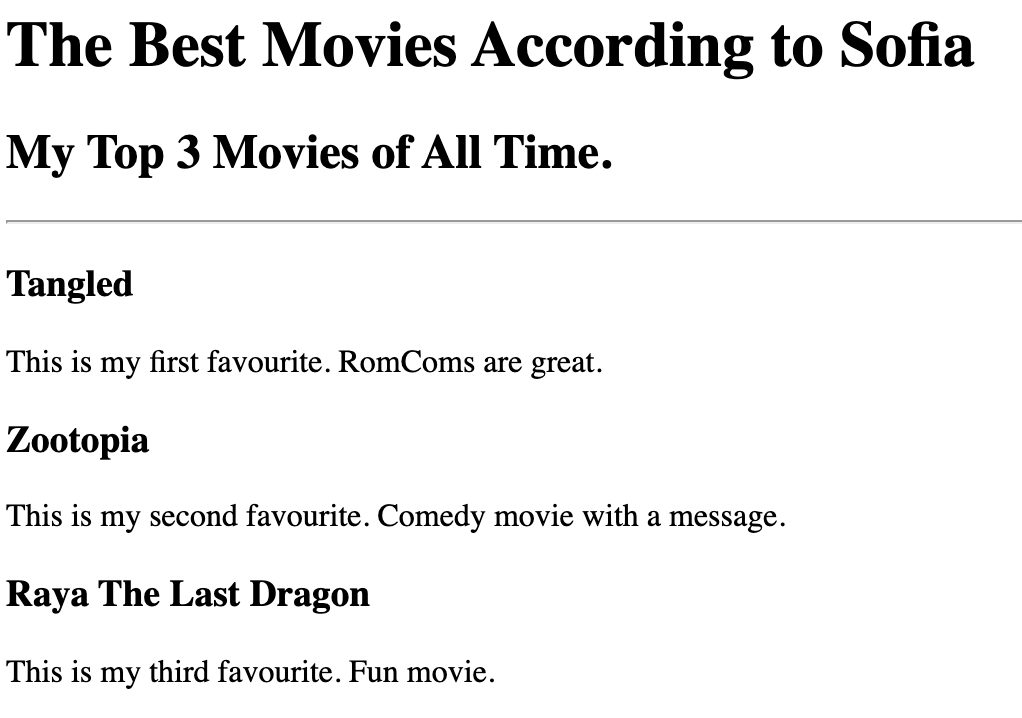 The Best Movies According to Sofia
My Top 3 Movies of All Time.
Tangled
This is my first favourite. RomComs are great.
Zootopia
This is my second favourite. Comedy movie with a message.
Raya The Last Dragon
This is my third favourite. Fun movie.